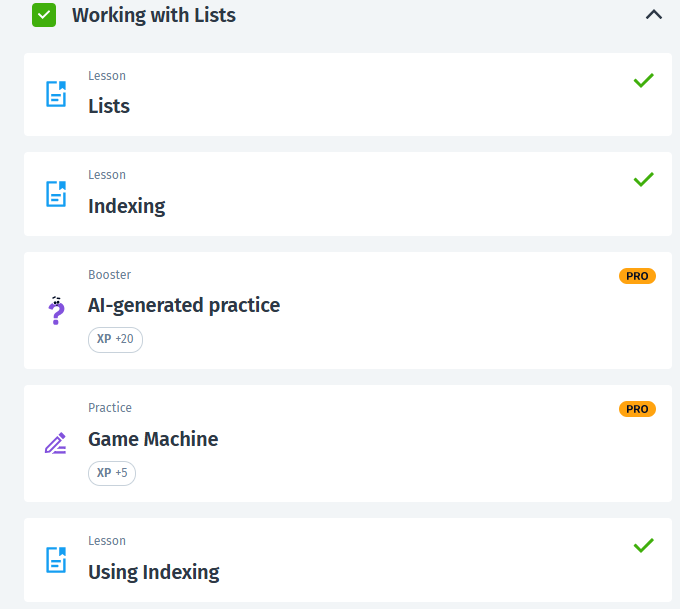 Working with Lists
Lesson
Lists
Lesson
Indexing
Booster
PRO
AI-generated practice
XP +20
Practice
PRO
Game Machine
XP +5
Lesson
Using Indexing